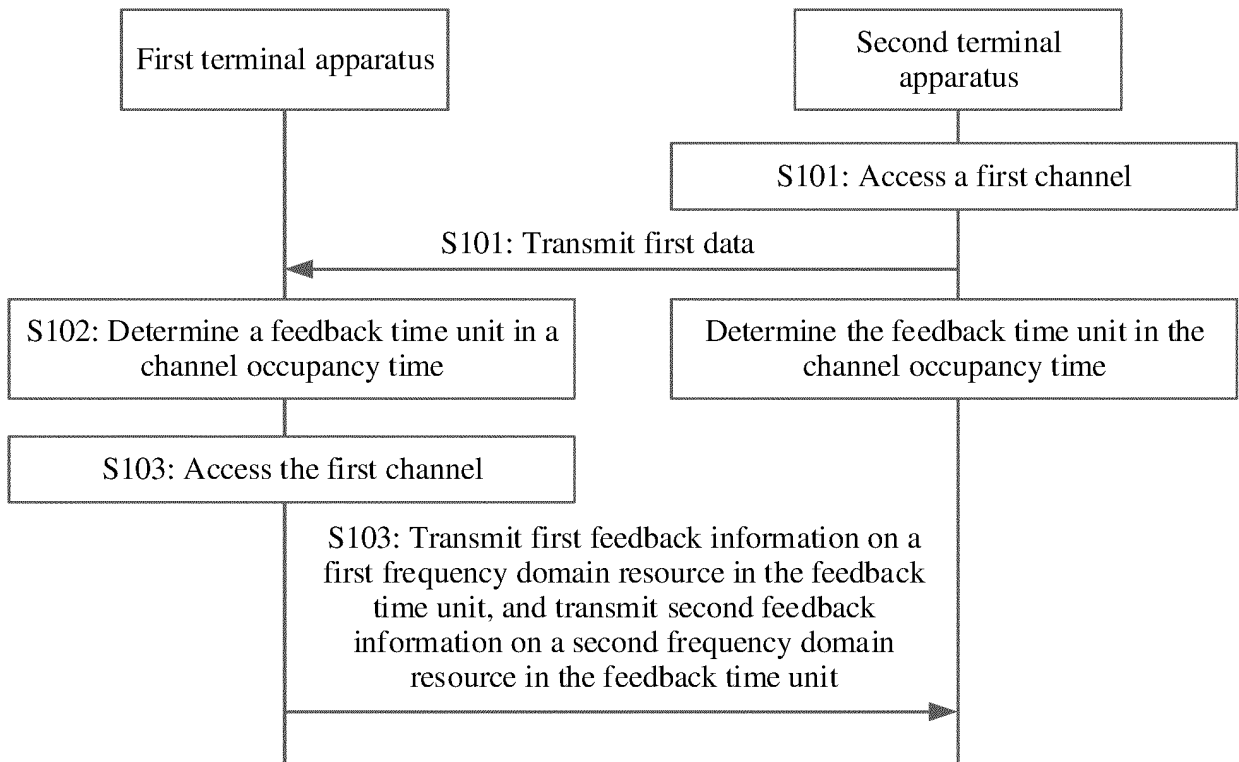 First terminal apparatus
Second terminal
apparatus
S101: Access a first channel
S101: Transmit first data
S102: Determine a feedback time unit in a
channel occupancy time
Determine the feedback time unit in the
channel occupancy time
S103: Access the first channel
S103: Transmit first feedback information on a
first frequency domain resource in the feedback
time unit, and transmit second feedback
information on a second frequency domain
resource in the feedback time unit